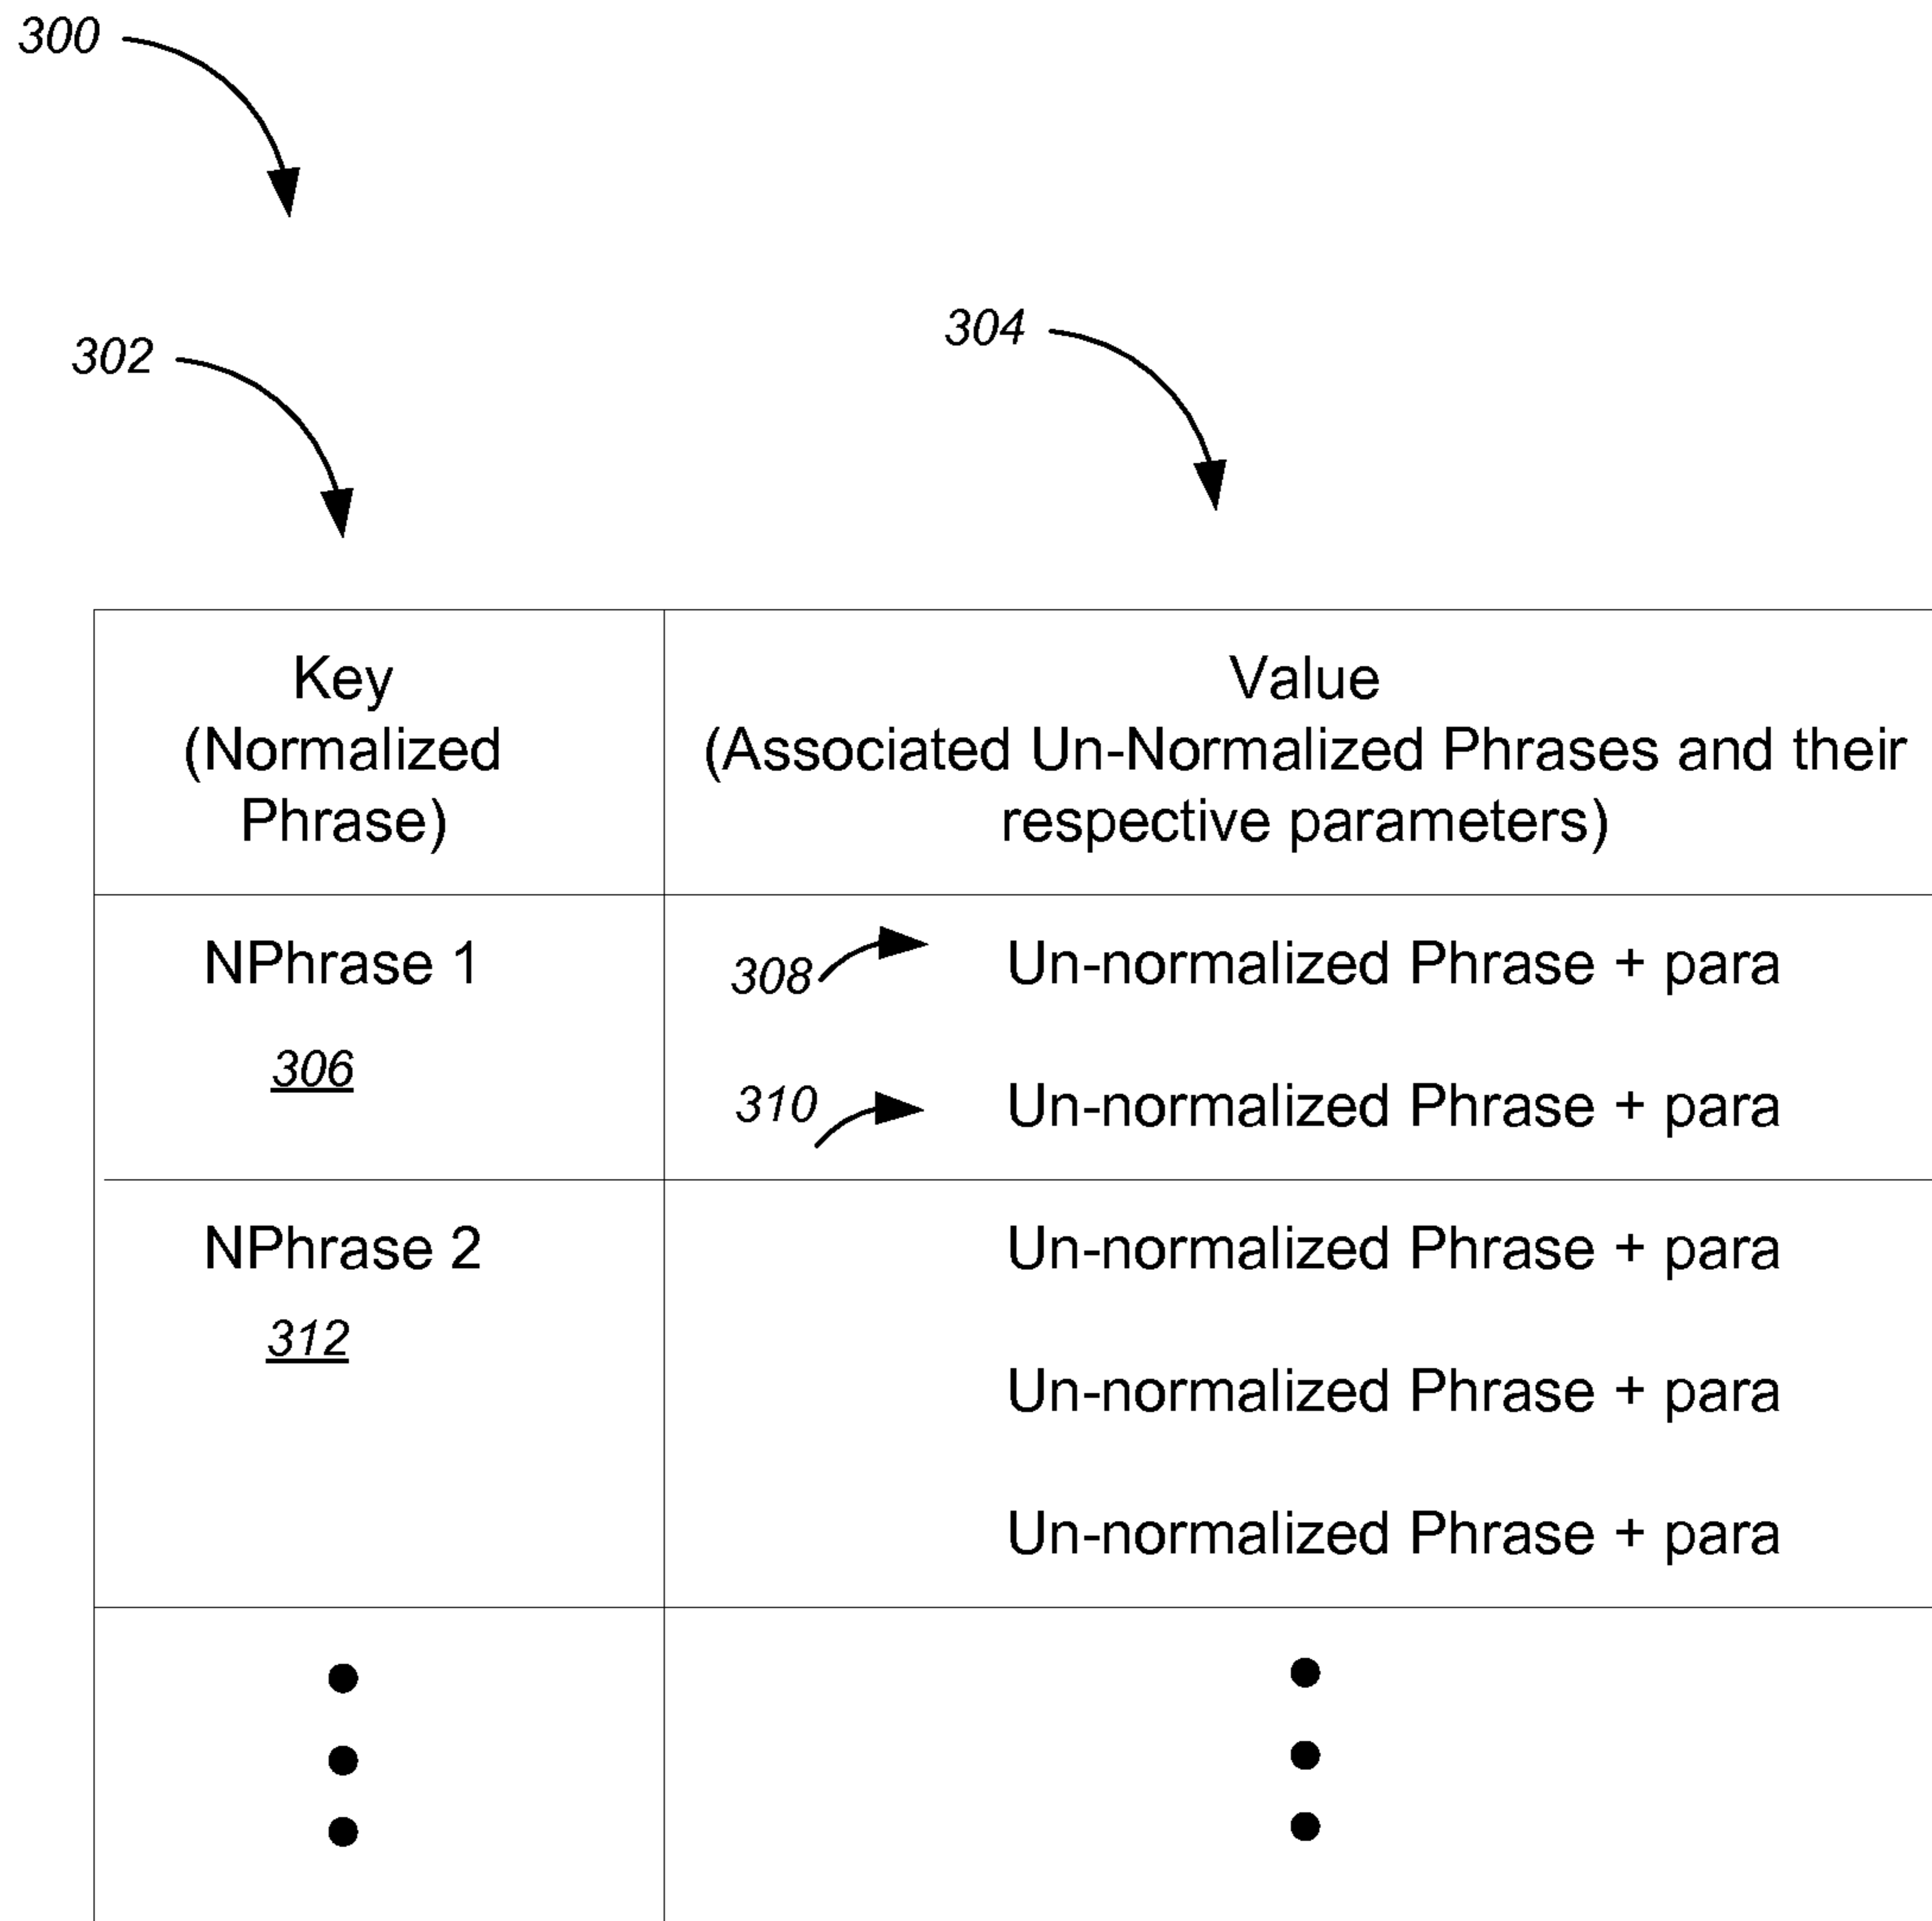 300
304
302
Key
(Normalized
Phrase)
Value
(Associated Un-Normalized Phrases and their
respective parameters)
NPhrase 1
306
308
Un-normalized Phrase + para
310
Un-normalized Phrase + para
NPhrase 2
312
Un-normalized Phrase + para
Un-normalized Phrase + para
Un-normalized Phrase + para